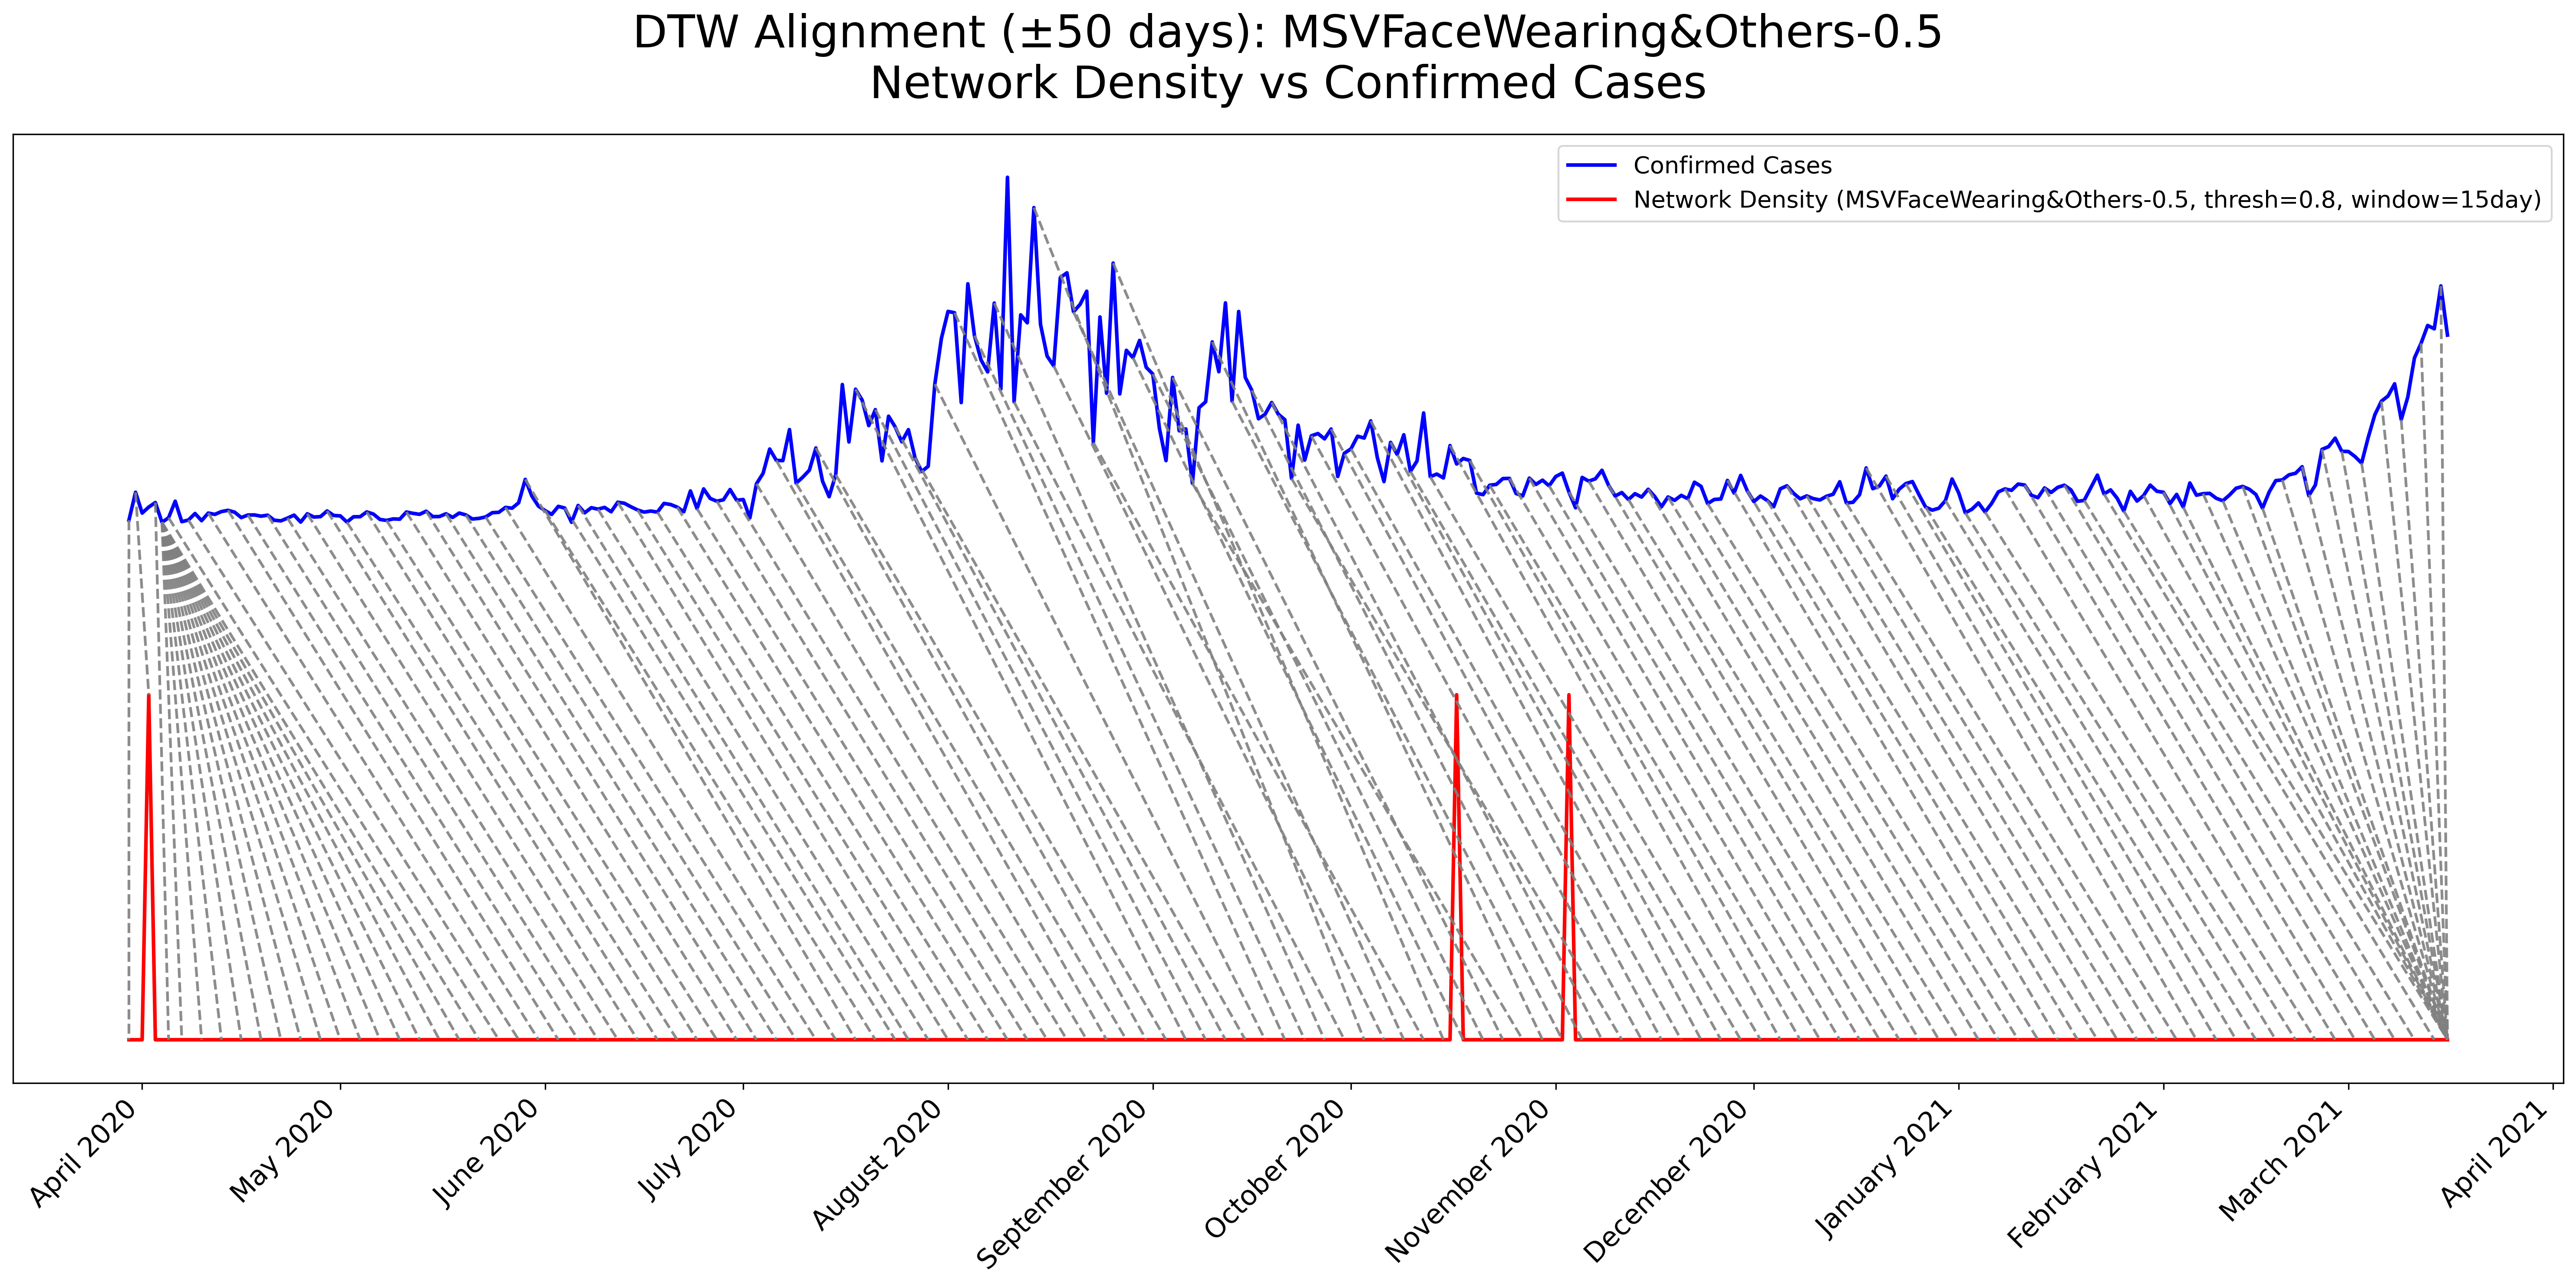 DTW Alignment (±50 days): MSVFaceWearing&Others-0.5
Network Density vs Confirmed Cases
Confirmed Cases
Network Density (MSVFaceWearing&Others-0.5, thresh=0.8, window=15day)
April 2020
May 2020
June 2020
July 2020
August 2020
September 2020
October 2020
November 2020
December 2020
January 2021
February 2021
March 2021
April 2021